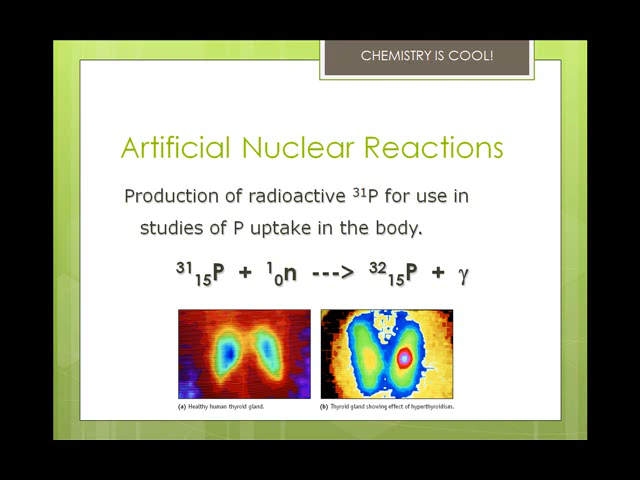 CHEMISTRY IS COOL!
Artificial Nuclear Reactions
Production of radioactive ³¹P for use in
studies of P uptake in the body.
³¹₁₅P + ¹₀n ---> ³²₁₅P + γ
(a) Healthy human thyroid gland.
(b) Thyroid gland showing effect of hyperthyroidism.